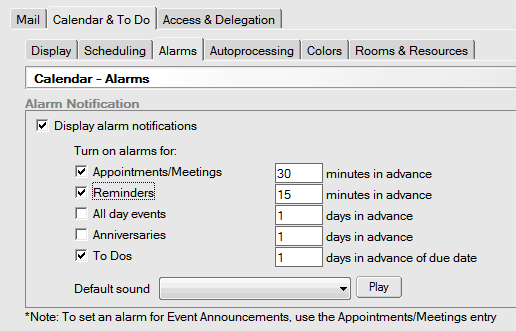 Mail Calendar & To Do Access & Delegation
Display Scheduling Alarms Autoprocessing Colors Rooms & Resources
Calendar - Alarms
Alarm Notification
Display alarm notifications
Turn on alarms for:
Appointments/Meetings 30 minutes in advance
Reminders 15 minutes in advance
All day events 1 days in advance
Anniversaries 1 days in advance
To Dos 1 days in advance of due date
Default sound Play
*Note: To set an alarm for Event Announcements, use the Appointments/Meetings entry